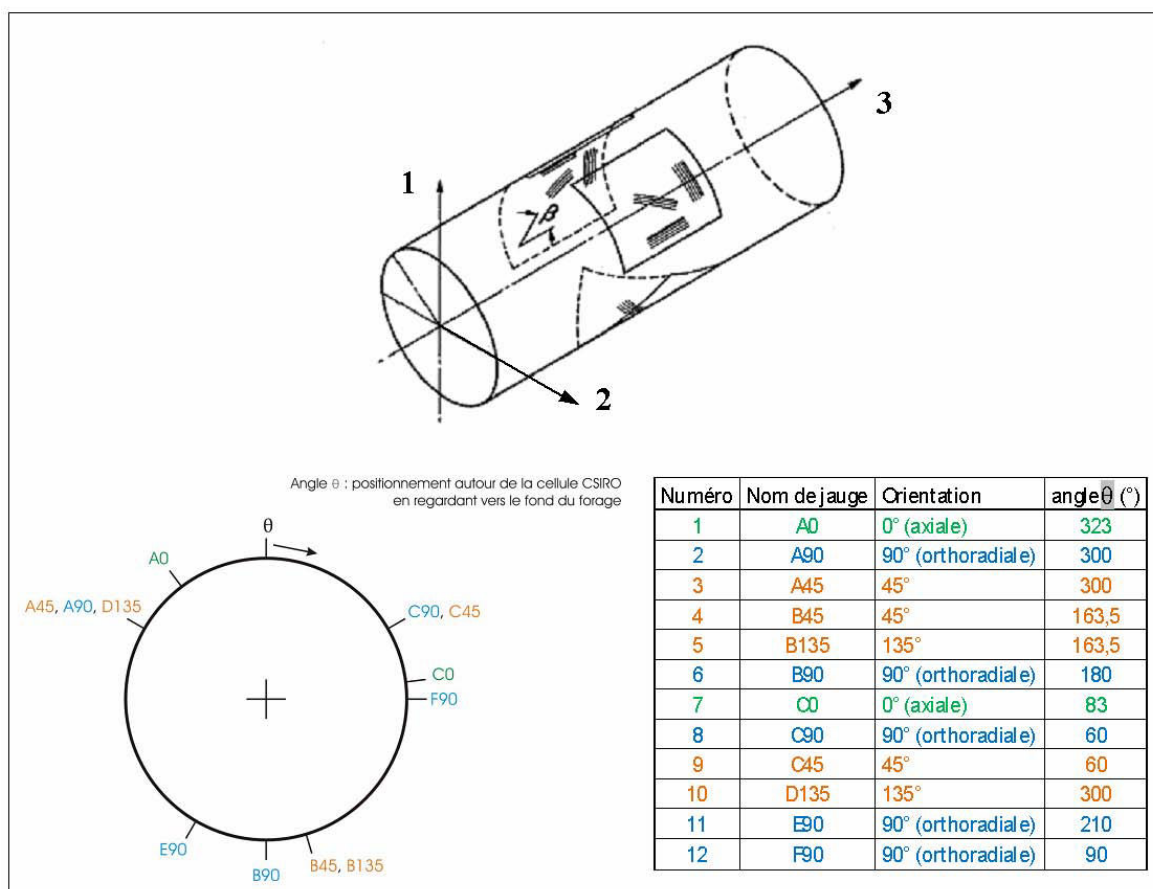 3
1
β
2
Angle θ : positionnement autour de la cellule CSIRO
en regardant vers le fond du forage
θ
A0
A45, A90, D135
C90, C45
C0
F90
E90
B90
B45, B135
Numéro Nom de jauge Orientation angle θ (°)
1 A0 0° (axiale) 323
2 A90 90° (orthoradiale) 300
3 A45 45° 300
4 B45 45° 163,5
5 B135 135° 163,5
6 B90 90° (orthoradiale) 180
7 C0 0° (axiale) 83
8 C90 90° (orthoradiale) 60
9 C45 45° 60
10 D135 135° 300
11 E90 90° (orthoradiale) 210
12 F90 90° (orthoradiale) 90